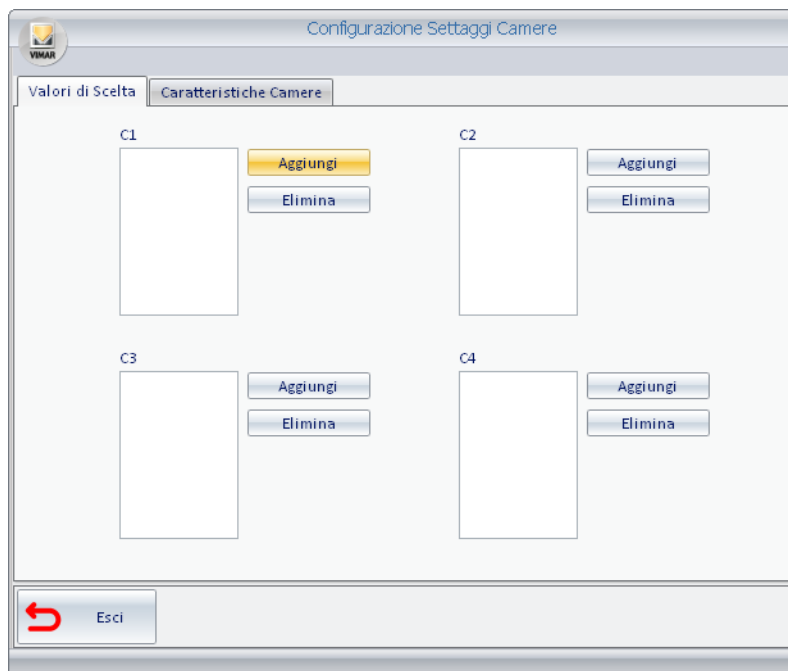 Configurazione Settaggi Camere
VIMAR
Valori di Scelta
Caratteristiche Camere
C1
Aggiungi
Elimina
C2
Aggiungi
Elimina
C3
Aggiungi
Elimina
C4
Aggiungi
Elimina
Esci